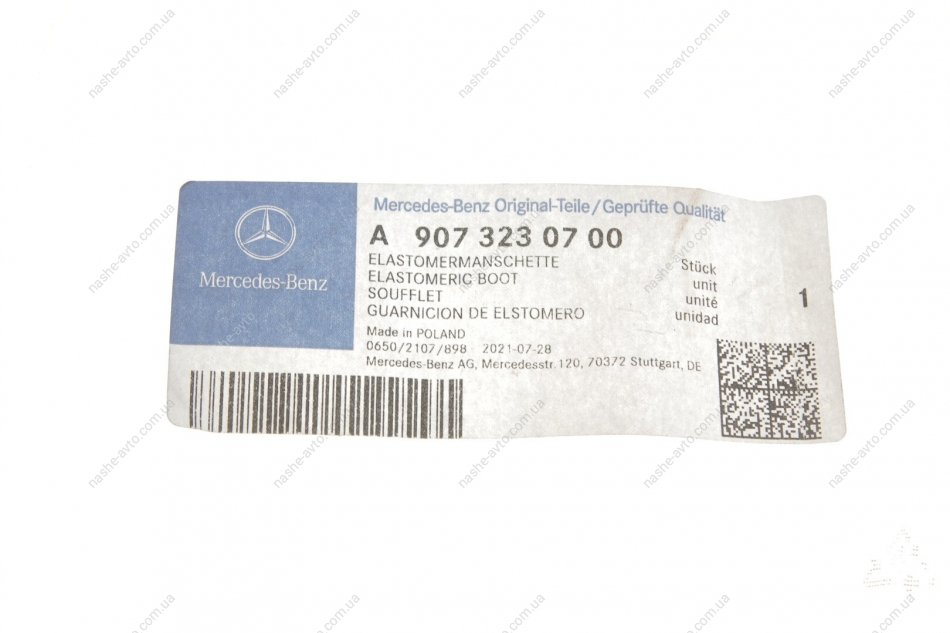 Mercedes-Benz
Mercedes-Benz Original-Teile/Geprüfte Qualität
A 907 323 07 00
ELASTOMERMANSCHETTE
ELASTOMERIC BOOT
SOUFFLET
GUARNICION DE ELSTOMERO
Stück
unit
unité
unidad
1
Made in POLAND
0650/2107/898 2021-07-28
Mercedes-Benz AG, Mercedesstr. 120, 70372 Stuttgart, DE
nashe-avto.com.ua